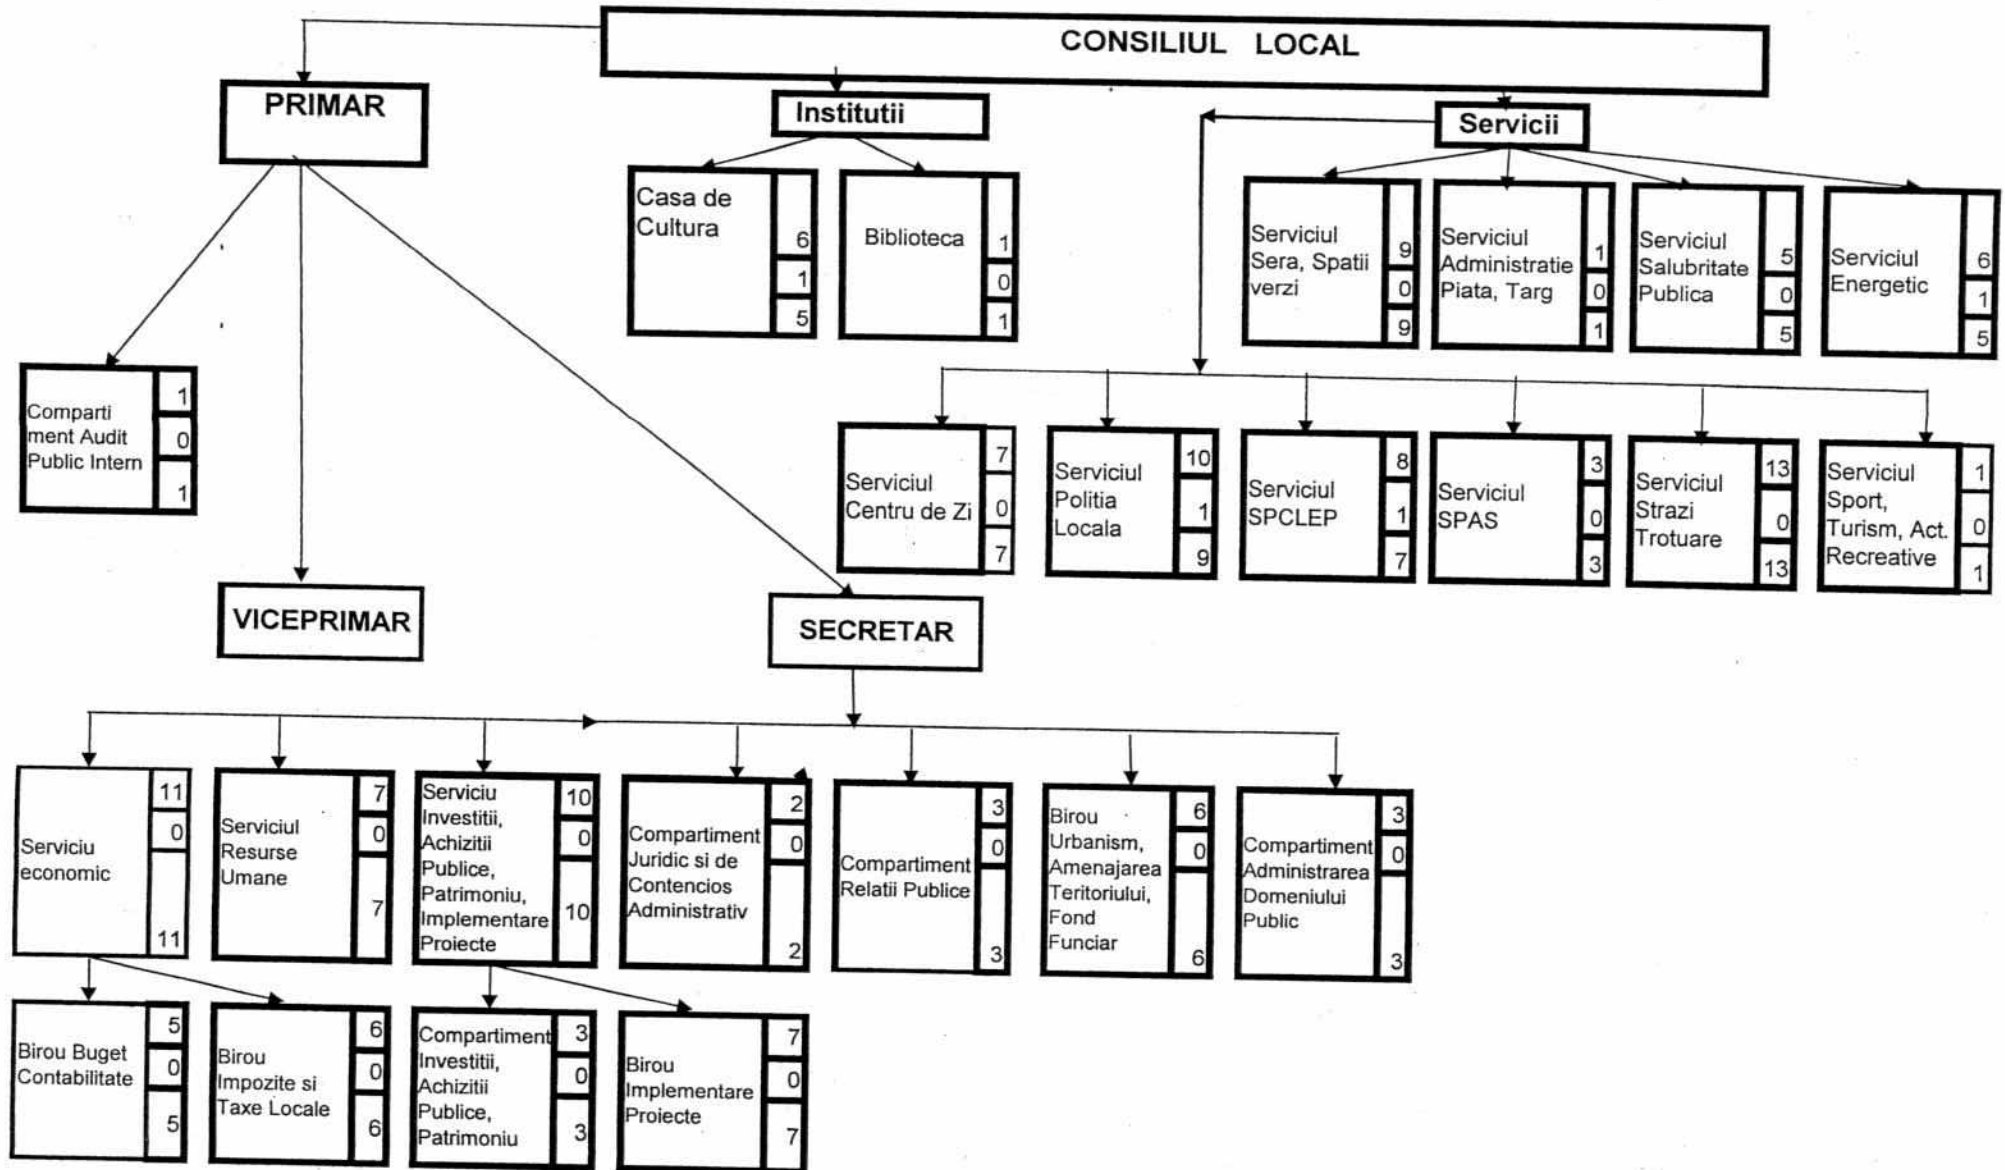 CONSILIUL LOCAL
PRIMAR
Institutii
Servicii
Casa de
Cultura
6
1
5
Biblioteca
1
0
1
Serviciul
Sera, Spatii
verzi
9
0
9
Serviciul
Administratie
Piata, Targ
1
0
1
Serviciul
Salubritate
Publica
5
0
5
Serviciul
Energetic
6
1
5
Comparti
ment Audit
Public Intern
1
0
1
Serviciul
Centru de Zi
7
0
7
Serviciul
Politia
Locala
10
1
9
Serviciul
SPCLEP
8
1
7
Serviciul
SPAS
3
0
3
Serviciul
Strazi
Trotuare
13
0
13
Serviciul
Sport,
Turism, Act.
Recreative
1
0
1
VICEPRIMAR
SECRETAR
Serviciu
economic
11
0
11
Serviciul
Resurse
Umane
7
0
7
Serviciu
Investitii,
Achizitii
Publice,
Patrimoniu,
Implementare
Proiecte
10
0
10
Compartiment
Juridic si de
Contencios
Administrativ
2
0
2
Compartiment
Relatii Publice
3
0
3
Birou
Urbanism,
Amenajarea
Teritoriului,
Fond
Funciar
6
0
6
Compartiment
Administrarea
Domeniului
Public
3
0
3
Birou Buget
Contabilitate
5
0
5
Birou
Impozite si
Taxe Locale
6
0
6
Compartiment
Investitii,
Achizitii
Publice,
Patrimoniu
3
0
3
Birou
Implementare
Proiecte
7
0
7